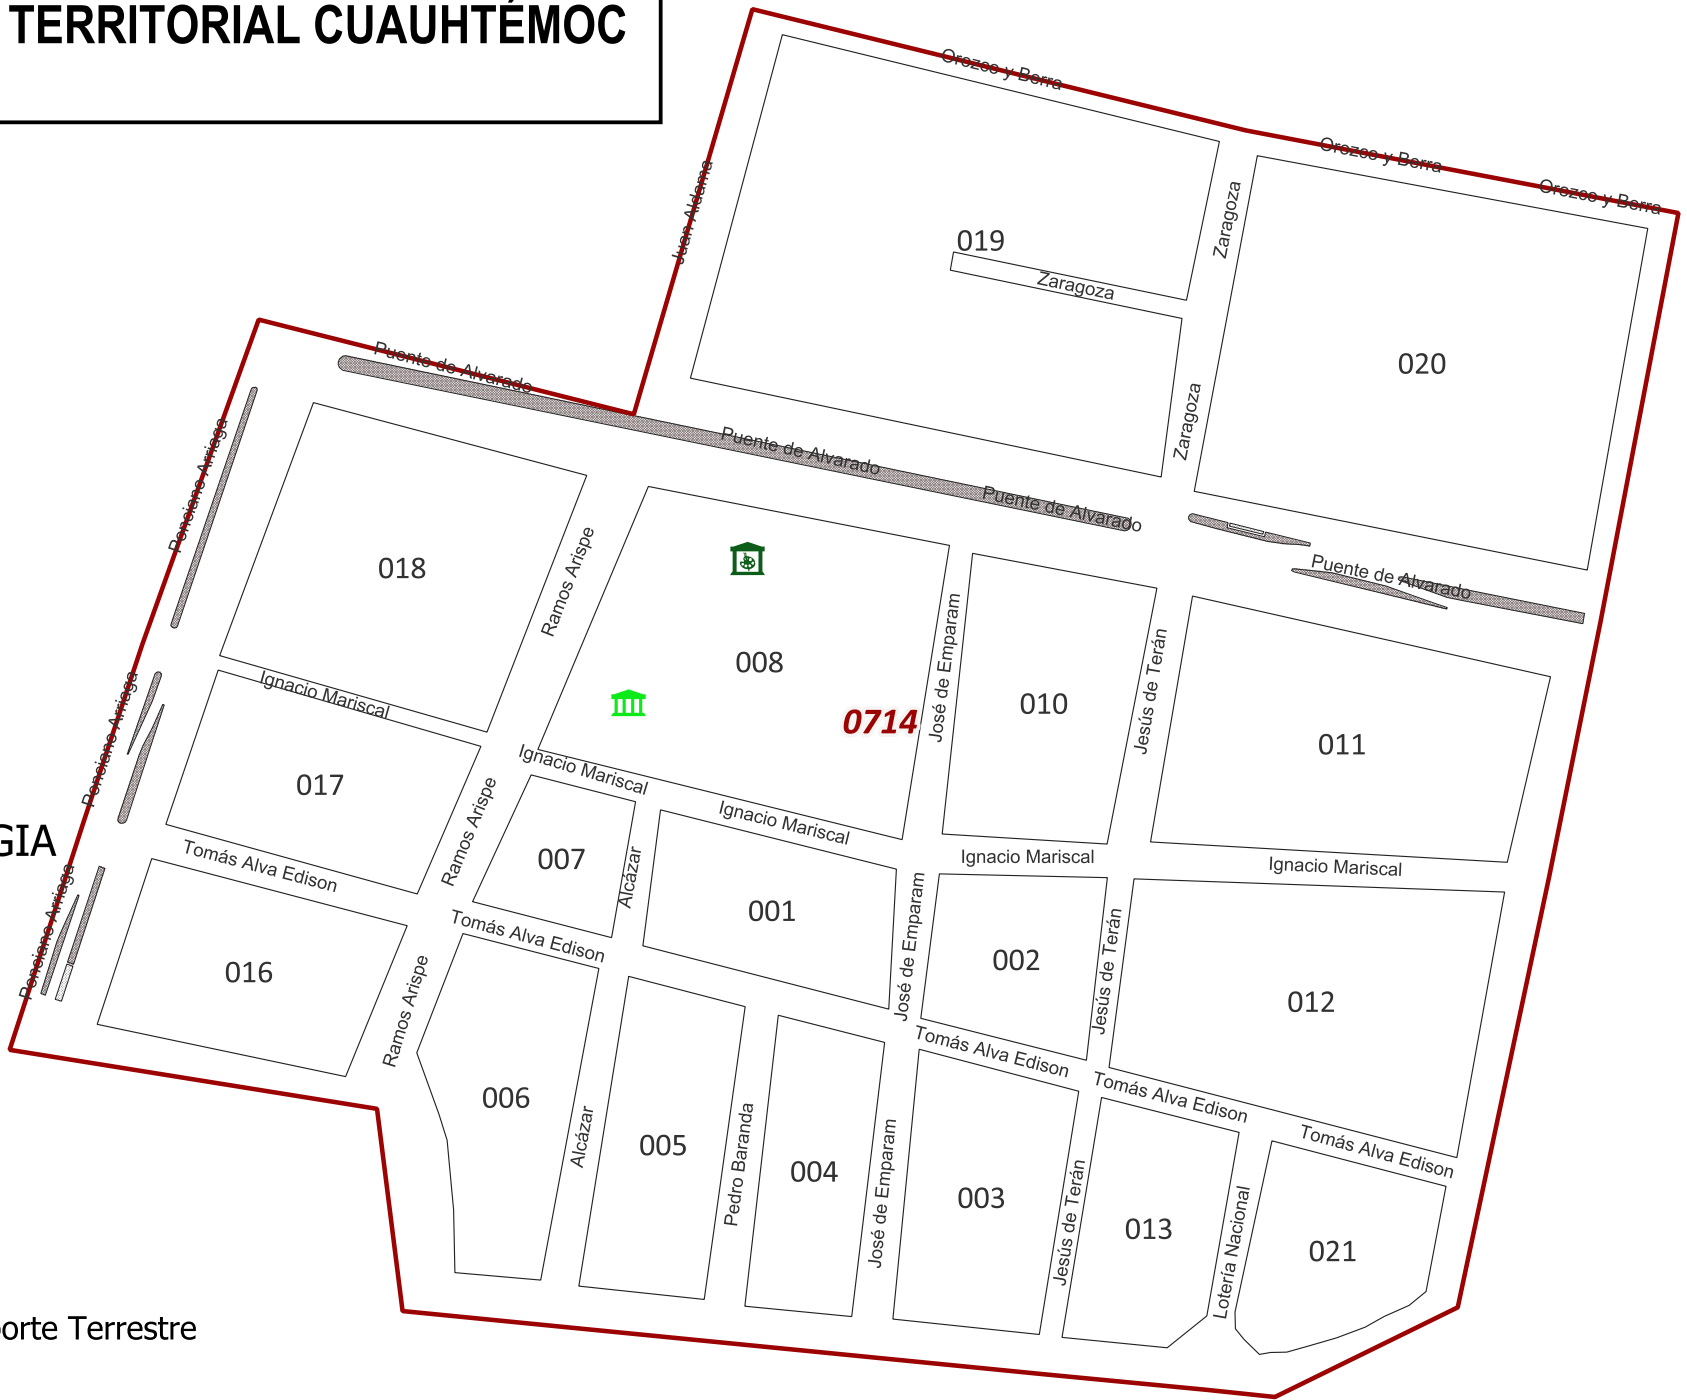 TERRITORIAL CUAUHTÉMOC
Orozco y Berra
Orozco y Berra
Orozco y Berra
Juan Aldama
Zaragoza
019
Zaragoza
020
Puente de Alvarado
Zaragoza
Puente de Alvarado
Puente de Alvarado
Ponciano Arriaga
018
Ramos Arispe
Puente de Alvarado
008
José de Emparam
010
Jesús de Terán
0714
011
Ignacio Mariscal
Ponciano Arriaga
017
Ignacio Mariscal
Ramos Arispe
Ignacio Mariscal
GIA
Tomás Alva Edison
007
Alcázar
Ignacio Mariscal
Ignacio Mariscal
Ponciano Arriaga
001
José de Emparam
Tomás Alva Edison
016
002
Jesús de Terán
012
Ramos Arispe
Tomás Alva Edison
Tomás Alva Edison
006
Alcázar
005
Pedro Baranda
004
José de Emparam
003
Jesús de Terán
013
Lotería Nacional
Tomás Alva Edison
021
orte Terrestre